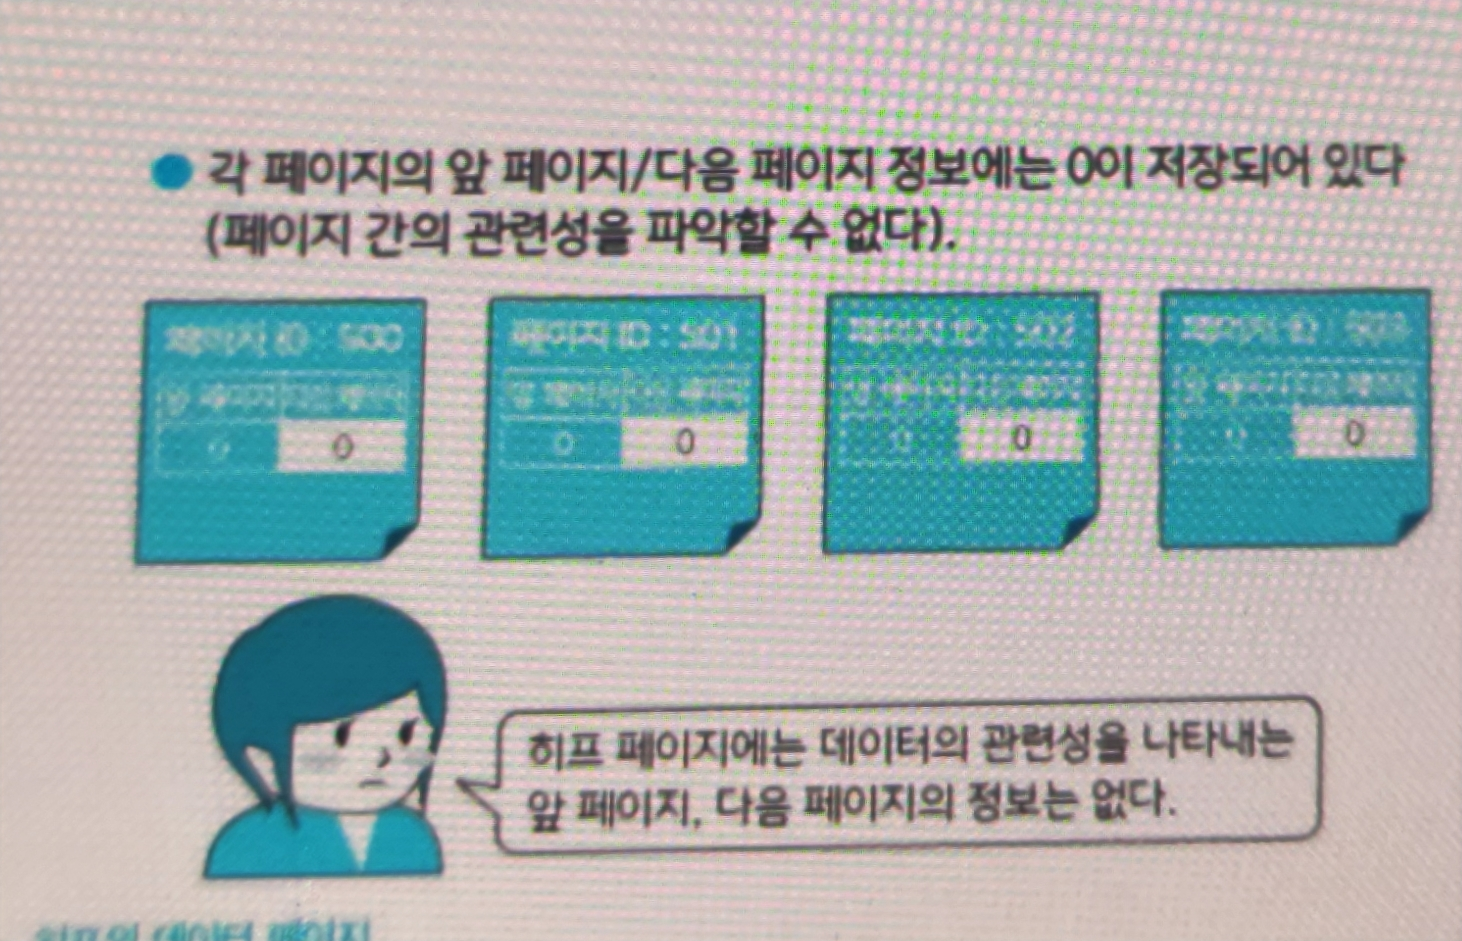 각 페이지의 앞 페이지/다음 페이지 정보에는 0이 저장되어 있다
(페이지 간의 관련성을 파악할 수 없다).
페이지 ID : 500 페이지 ID : 501 페이지 ID : 502 페이지 ID :
앞 페이지 다음 페이지 앞 페이지 다음 페이지 앞 페이지 다음 페이지 앞 페이지 다음 페이지
0 0 0 0 0 0 0 0
히프 페이지에는 데이터의 관련성을 나타내는
앞 페이지, 다음 페이지의 정보는 없다.
데이터 페이지